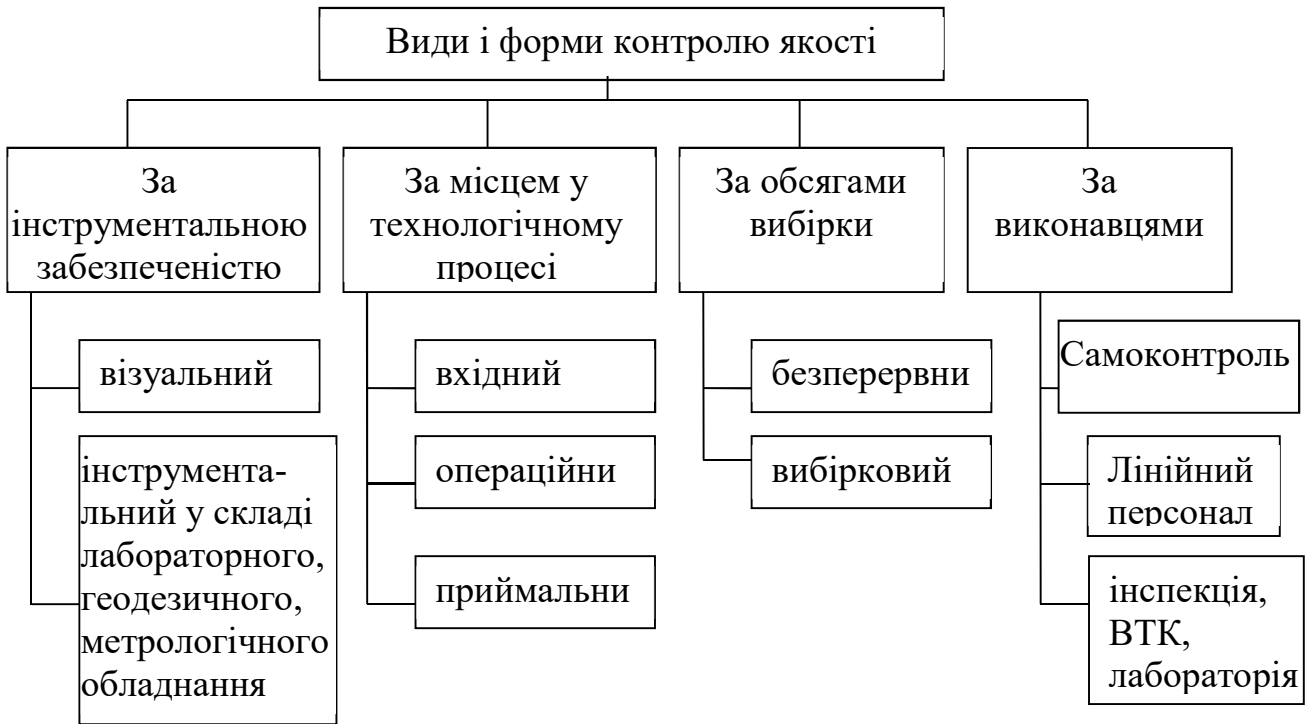 Види і форми контролю якості
За
інструментальною
забезпеченістю
За місцем у
технологічному
процесі
За обсягами
вибірки
За
виконавцями
візуальний
інструмента-
льний у складі
лабораторного,
геодезичного,
метрологічного
обладнання
вхідний
операційни
приймальни
безперервни
вибірковий
Самоконтроль
Лінійний
персонал
інспекція,
ВТК,
лабораторія